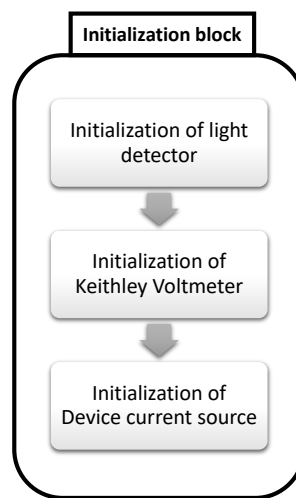 Initialization block
Initialization of light
detector
Initialization of
Keithley Voltmeter
Initialization of
Device current source